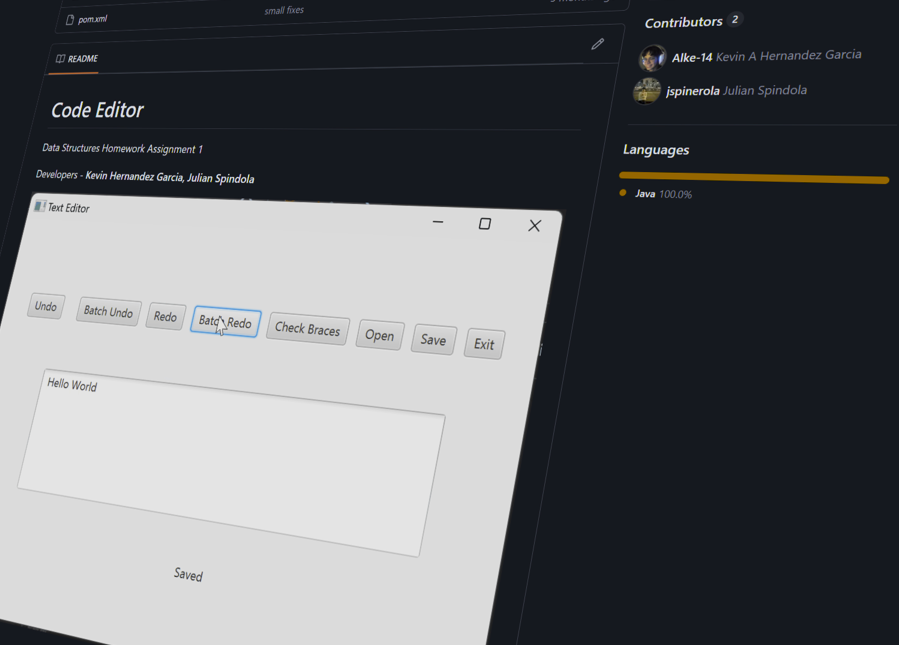 pom.xml
small fixes
README
Code Editor
Data Structures Homework Assignment 1
Developers - Kevin Hernandez Garcia, Julian Spindola
Text Editor
Undo
Batch Undo
Redo
Batch Redo
Check Braces
Open
Save
Exit
Hello World
Saved
Contributors 2
Alke-14 Kevin A Hernandez Garcia
jspinerola Julian Spindola
Languages
Java 100.0%